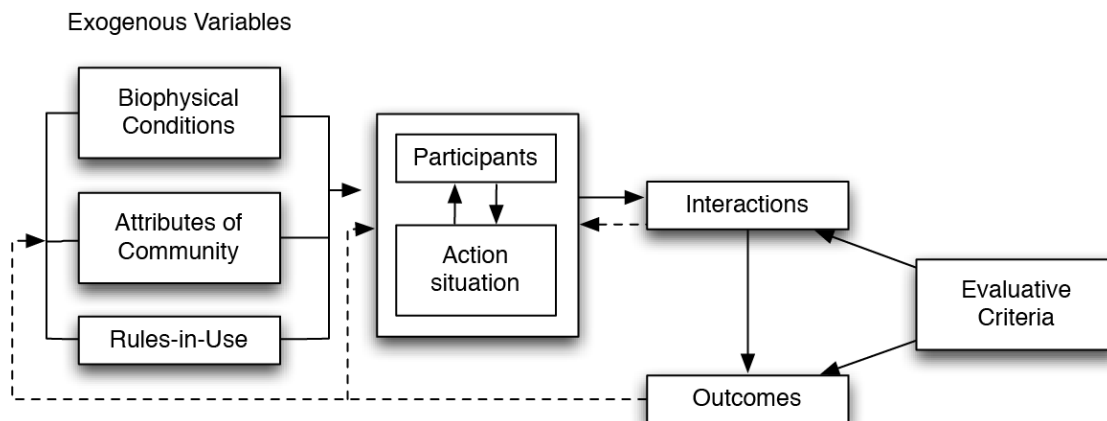 Exogenous Variables
Biophysical
Conditions
Attributes of
Community
Rules-in-Use
Participants
Action
situation
Interactions
Outcomes
Evaluative
Criteria